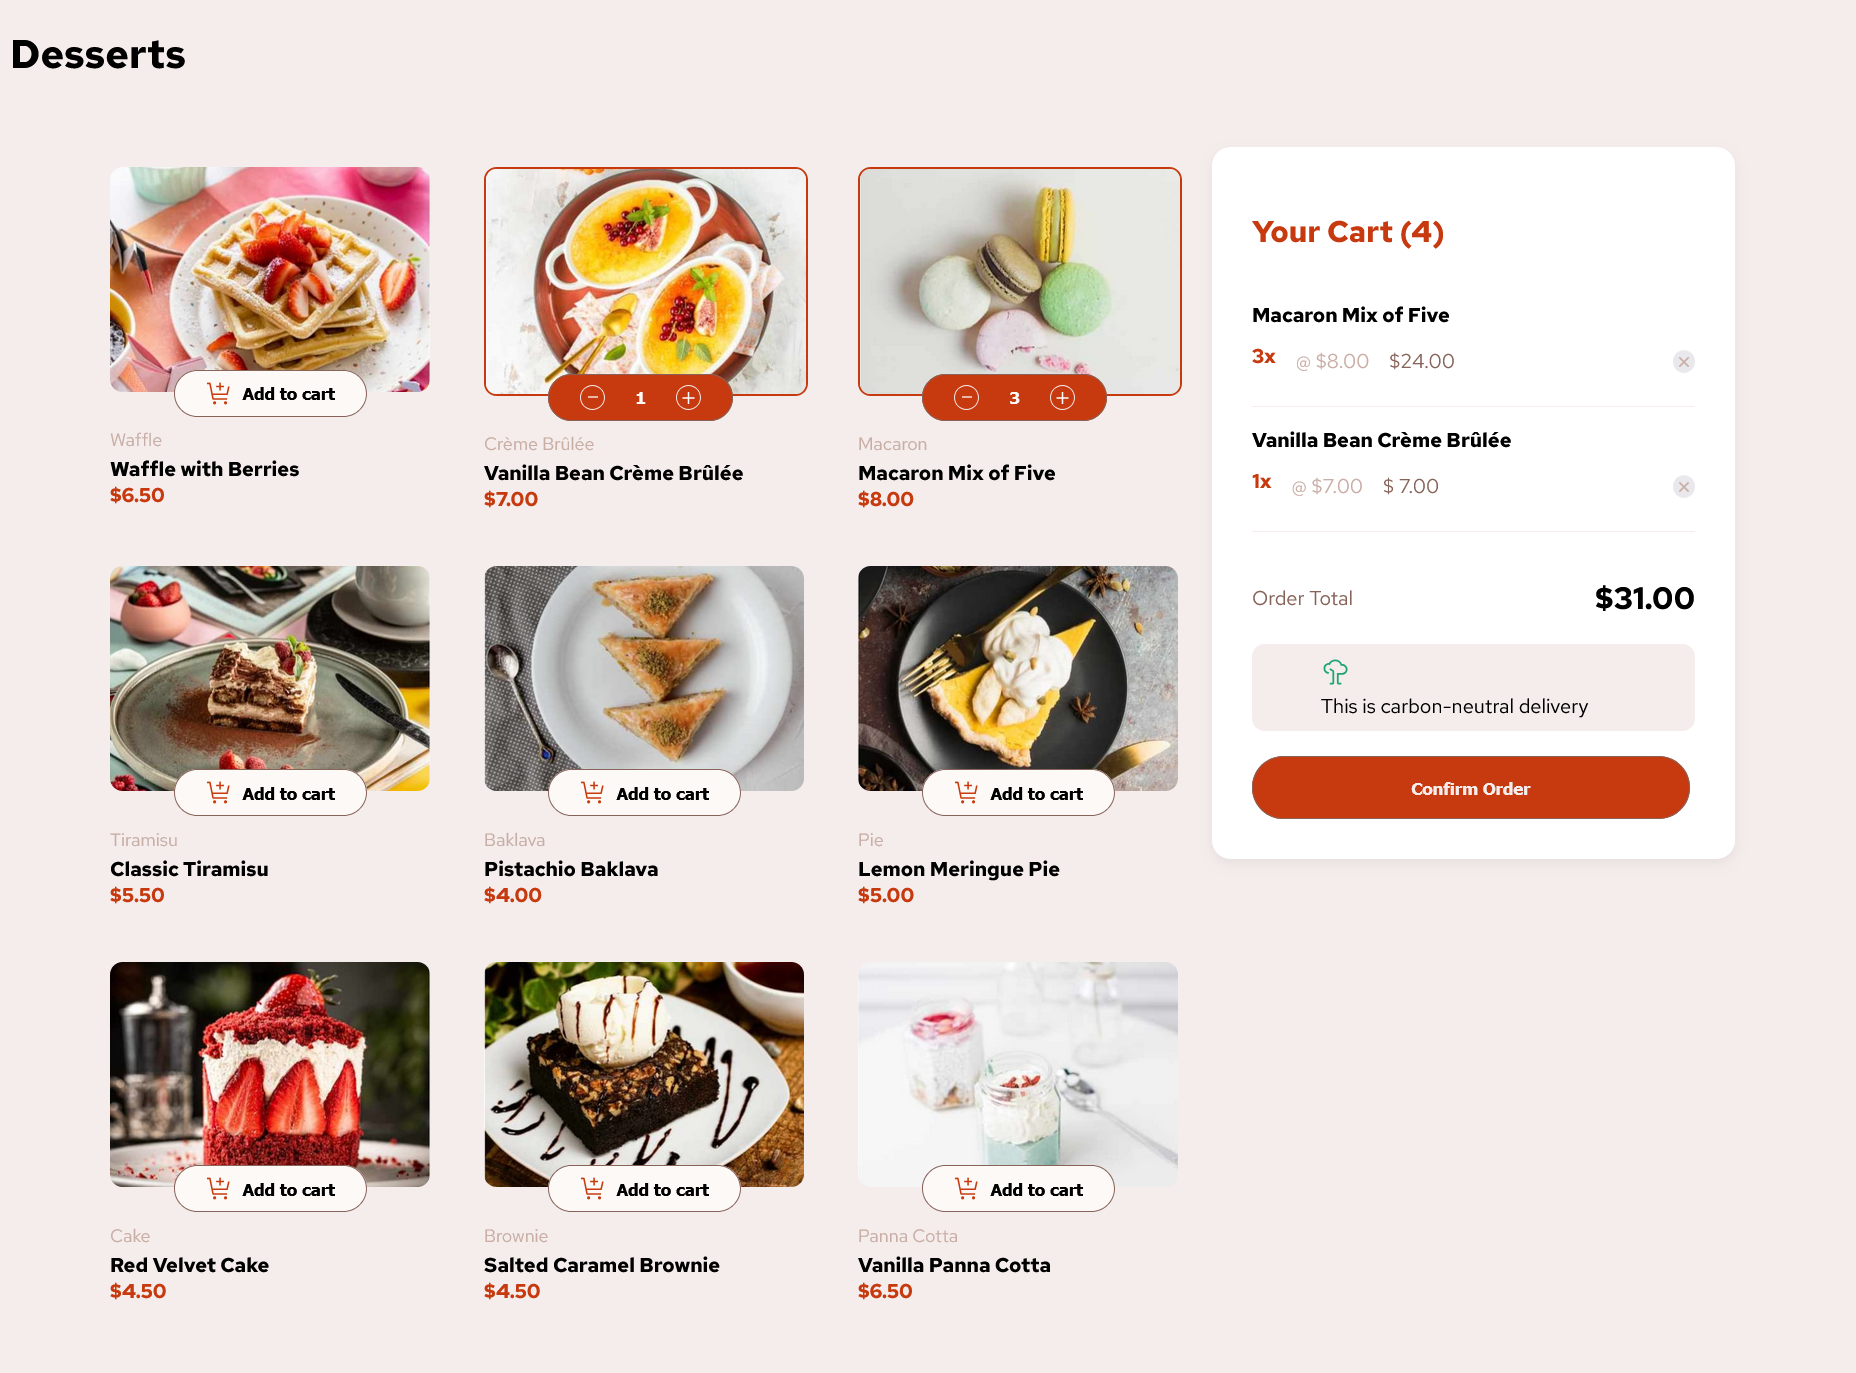 Desserts
Add to cart
Waffle
Waffle with Berries
$6.50
1
Crème Brûlée
Vanilla Bean Crème Brûlée
$7.00
3
Macaron
Macaron Mix of Five
$8.00
Add to cart
Tiramisu
Classic Tiramisu
$5.50
Add to cart
Baklava
Pistachio Baklava
$4.00
Add to cart
Pie
Lemon Meringue Pie
$5.00
Add to cart
Cake
Red Velvet Cake
$4.50
Add to cart
Brownie
Salted Caramel Brownie
$4.50
Add to cart
Panna Cotta
Vanilla Panna Cotta
$6.50
Your Cart (4)
Macaron Mix of Five
3x @ $8.00 $24.00
Vanilla Bean Crème Brûlée
1x @ $7.00 $ 7.00
Order Total $31.00
This is carbon-neutral delivery
Confirm Order